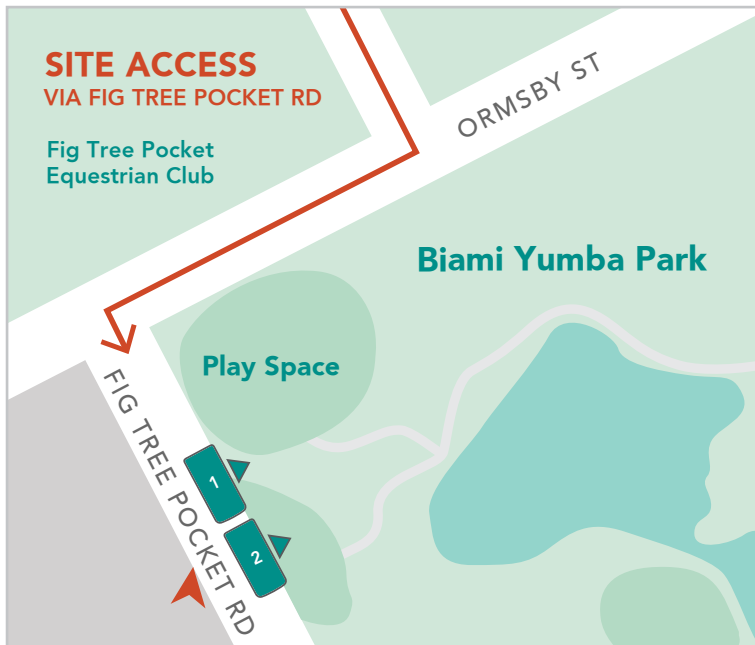 SITE ACCESS
VIA FIG TREE POCKET RD
Fig Tree Pocket
Equestrian Club
ORMSBY ST
Biami Yumba Park
Play Space
FIG TREE POCKET RD
1
2